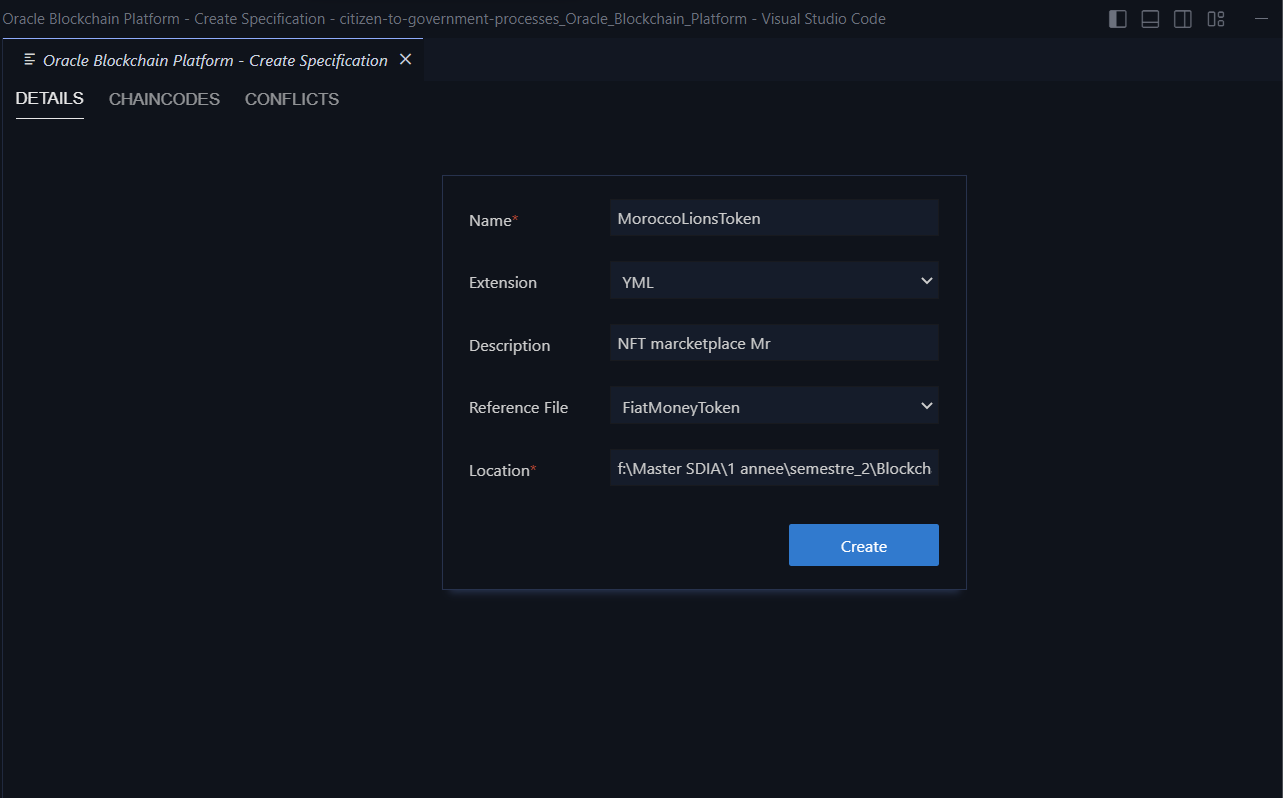 Oracle Blockchain Platform - Create Specification - citizen-to-government-processes_Oracle_Blockchain_Platform - Visual Studio Code
Oracle Blockchain Platform - Create Specification
DETAILS CHAINCODES CONFLICTS
Name* MoroccoLionsToken
Extension YML
Description NFT marcketplace Mr
Reference File FiatMoneyToken
Location* f:\Master SDIA\1 annee\semestre_2\Blockch
Create